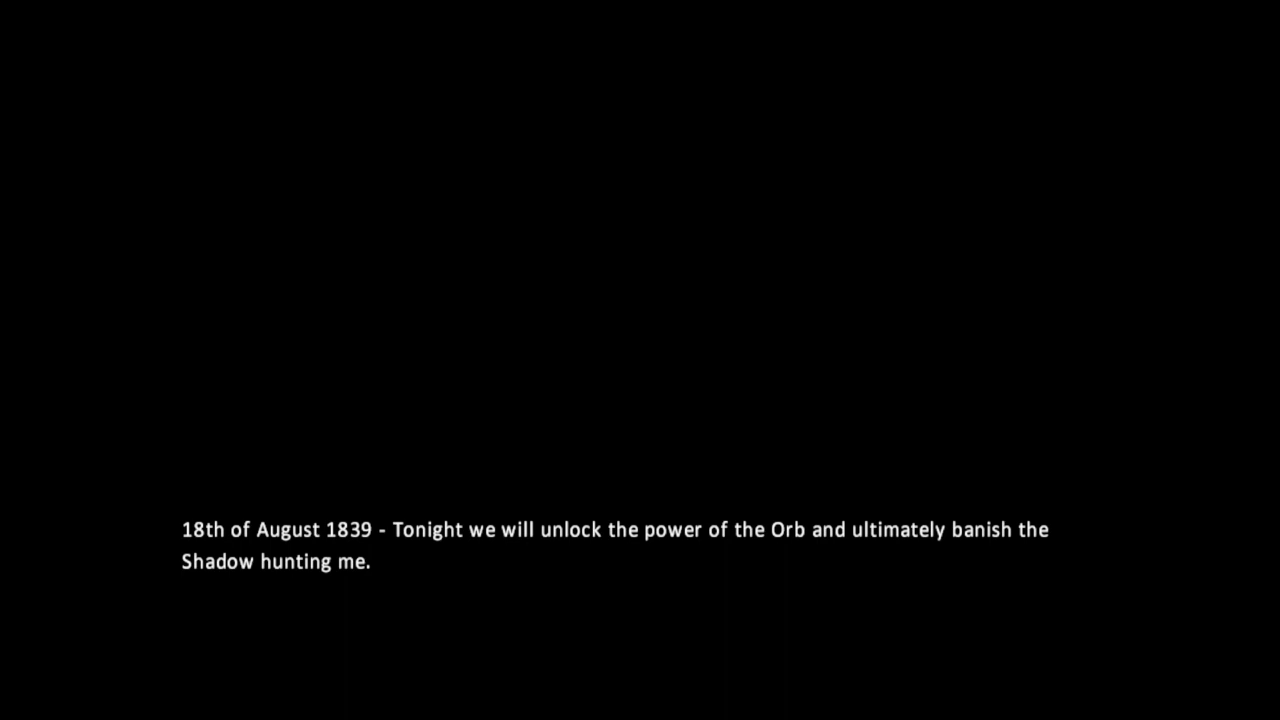 18th of August 1839 - Tonight we will unlock the power of the Orb and ultimately banish the
Shadow hunting me.